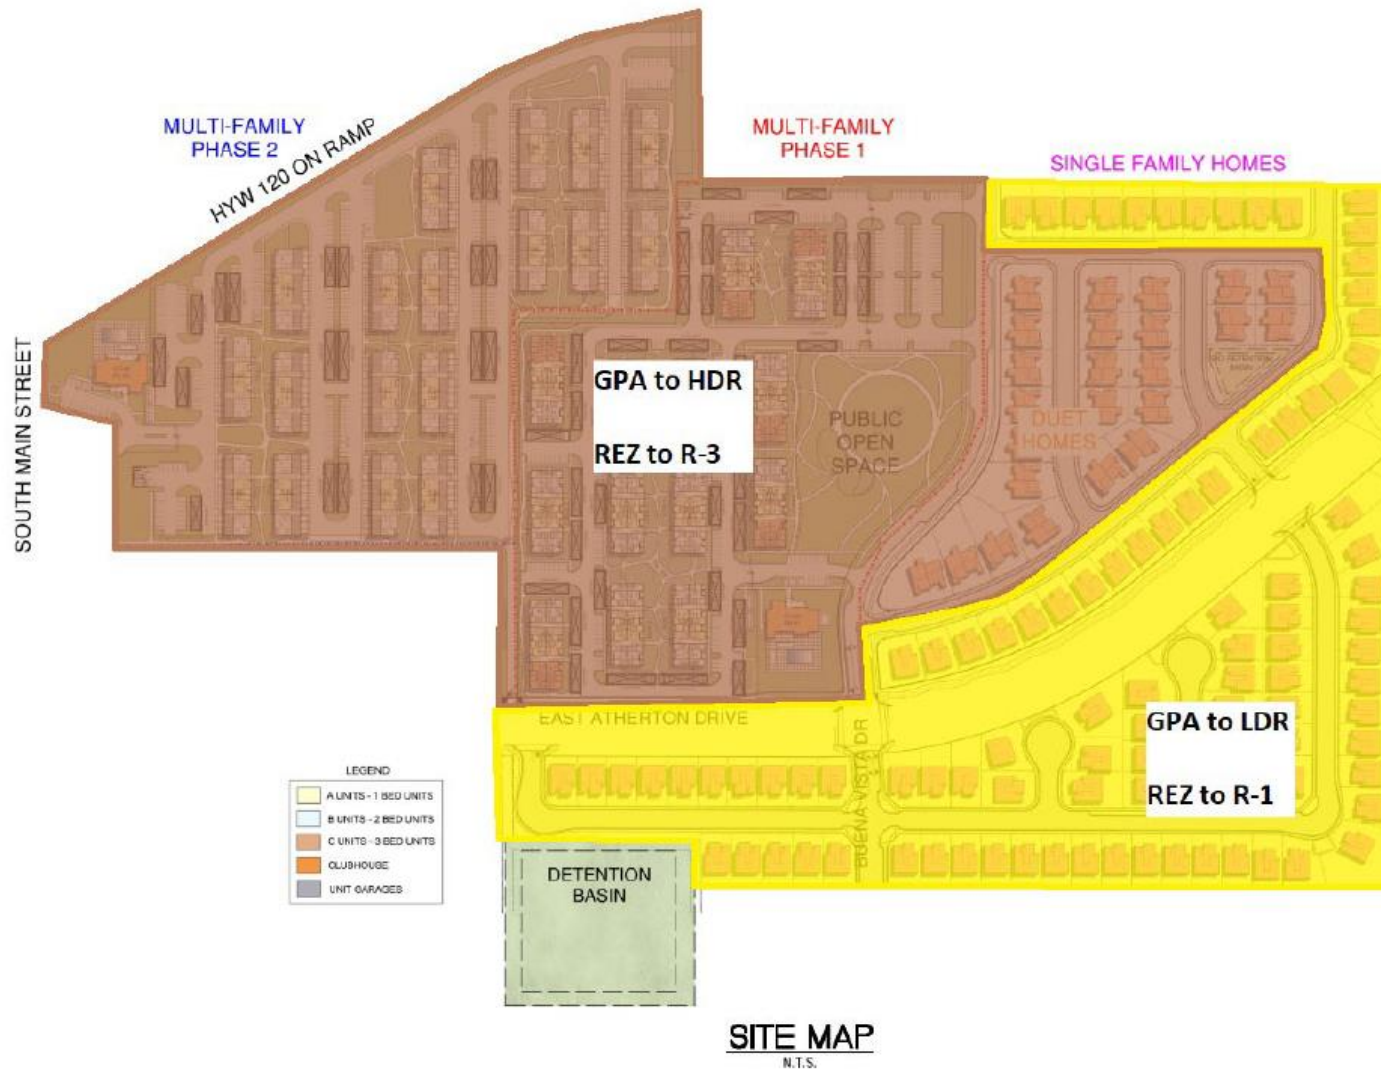 MULTI-FAMILY
PHASE 2
HYW 120 ON RAMP
MULTI-FAMILY
PHASE 1
SINGLE FAMILY HOMES
SOUTH MAIN STREET
GPA to HDR
REZ to R-3
PUBLIC
OPEN
SPACE
DUET
HOMES
EAST ATHERTON DRIVE
BUENA VISTA DR
GPA to LDR
REZ to R-1
LEGEND
A UNITS - 1 BED UNITS
B UNITS - 2 BED UNITS
C UNITS - 3 BED UNITS
CLUBHOUSE
UNIT GARAGES
DETENTION
BASIN
SITE MAP
N.T.S.